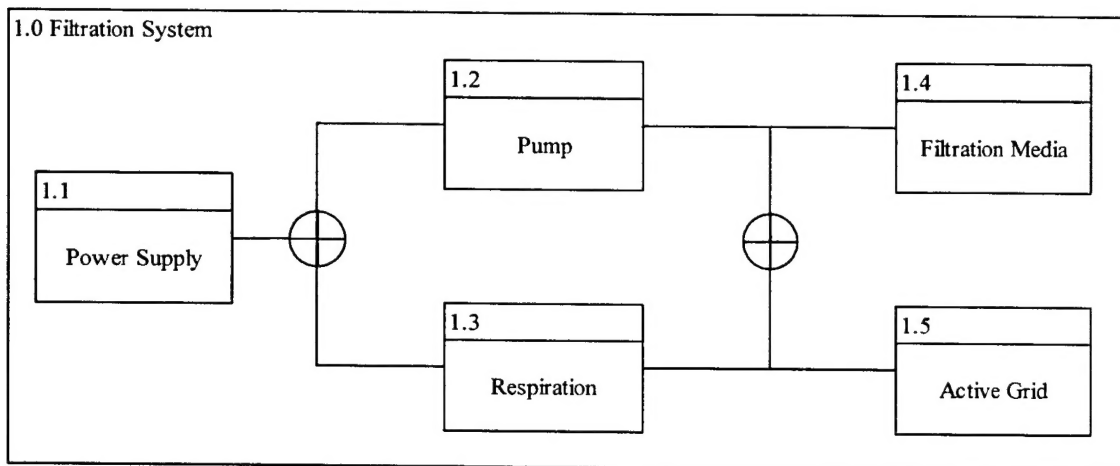 1.0 Filtration System
1.1
Power Supply
1.2
Pump
1.3
Respiration
1.4
Filtration Media
1.5
Active Grid